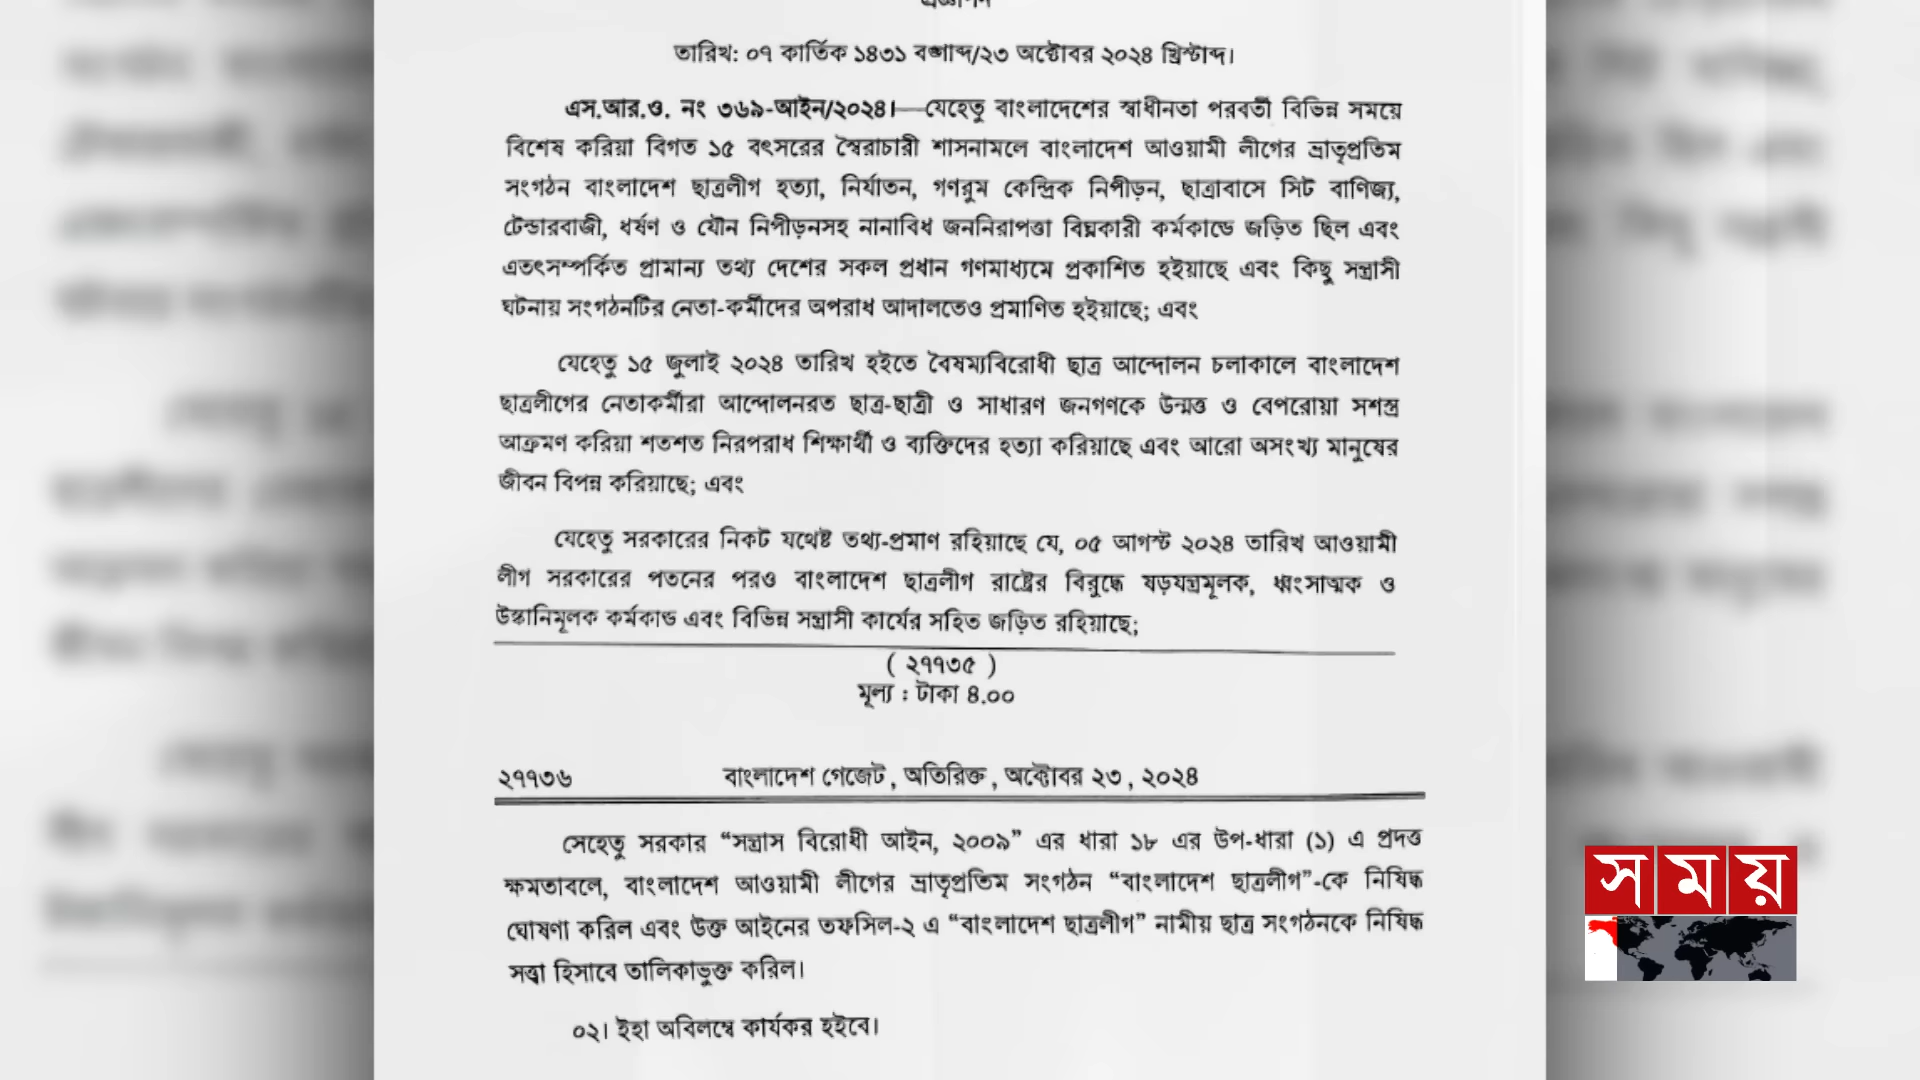 প্রজ্ঞাপন
তারিখ: ০৭ কার্তিক ১৪৩১ বঙ্গাব্দ/২৩ অক্টোবর ২০২৪ খ্রিস্টাব্দ।
এস.আর.ও. নং ৩৬৯-আইন/২০২৪।—যেহেতু বাংলাদেশের স্বাধীনতা পরবর্তী বিভিন্ন সময়ে
বিশেষ করিয়া বিগত ১৫ বৎসরের স্বৈরাচারী শাসনামলে বাংলাদেশ আওয়ামী লীগের ভ্রাতৃপ্রতিম
সংগঠন বাংলাদেশ ছাত্রলীগ হত্যা, নির্যাতন, গণরুম কেন্দ্রিক নিপীড়ন, ছাত্রাবাসে সিট বাণিজ্য,
টেন্ডারবাজী, ধর্ষণ ও যৌন নিপীড়নসহ নানাবিধ জননিরাপত্তা বিঘ্নকারী কর্মকান্ডে জড়িত ছিল এবং
এতৎসম্পর্কিত প্রামান্য তথ্য দেশের সকল প্রধান গণমাধ্যমে প্রকাশিত হইয়াছে এবং কিছু সন্ত্রাসী
ঘটনায় সংগঠনটির নেতা-কর্মীদের অপরাধ আদালতেও প্রমাণিত হইয়াছে; এবং
যেহেতু ১৫ জুলাই ২০২৪ তারিখ হইতে বৈষম্যবিরোধী ছাত্র আন্দোলন চলাকালে বাংলাদেশ
ছাত্রলীগের নেতাকর্মীরা আন্দোলনরত ছাত্র-ছাত্রী ও সাধারণ জনগণকে উন্মত্ত ও বেপরোয়া সশস্ত্র
আক্রমণ করিয়া শতশত নিরপরাধ শিক্ষার্থী ও ব্যক্তিদের হত্যা করিয়াছে এবং আরো অসংখ্য মানুষের
জীবন বিপন্ন করিয়াছে; এবং
যেহেতু সরকারের নিকট যথেষ্ট তথ্য-প্রমাণ রহিয়াছে যে, ০৫ আগস্ট ২০২৪ তারিখ আওয়ামী
লীগ সরকারের পতনের পরও বাংলাদেশ ছাত্রলীগ রাষ্ট্রের বিরুদ্ধে ষড়যন্ত্রমূলক, ধ্বংসাত্মক ও
উস্কানিমূলক কর্মকান্ড এবং বিভিন্ন সন্ত্রাসী কার্যের সহিত জড়িত রহিয়াছে;
( ২৭৭৩৫ )
মূল্য : টাকা ৪.০০
২৭৭৩৬ বাংলাদেশ গেজেট, অতিরিক্ত, অক্টোবর ২৩, ২০২৪
সেহেতু সরকার “সন্ত্রাস বিরোধী আইন, ২০০৯” এর ধারা ১৮ এর উপ-ধারা (১) এ প্রদত্ত
ক্ষমতাবলে, বাংলাদেশ আওয়ামী লীগের ভ্রাতৃপ্রতিম সংগঠন “বাংলাদেশ ছাত্রলীগ”-কে নিষিদ্ধ
ঘোষণা করিল এবং উক্ত আইনের তফসিল-২ এ “বাংলাদেশ ছাত্রলীগ” নামীয় ছাত্র সংগঠনকে নিষিদ্ধ
সত্ত্বা হিসাবে তালিকাভুক্ত করিল।
০২। ইহা অবিলম্বে কার্যকর হইবে।
সময়